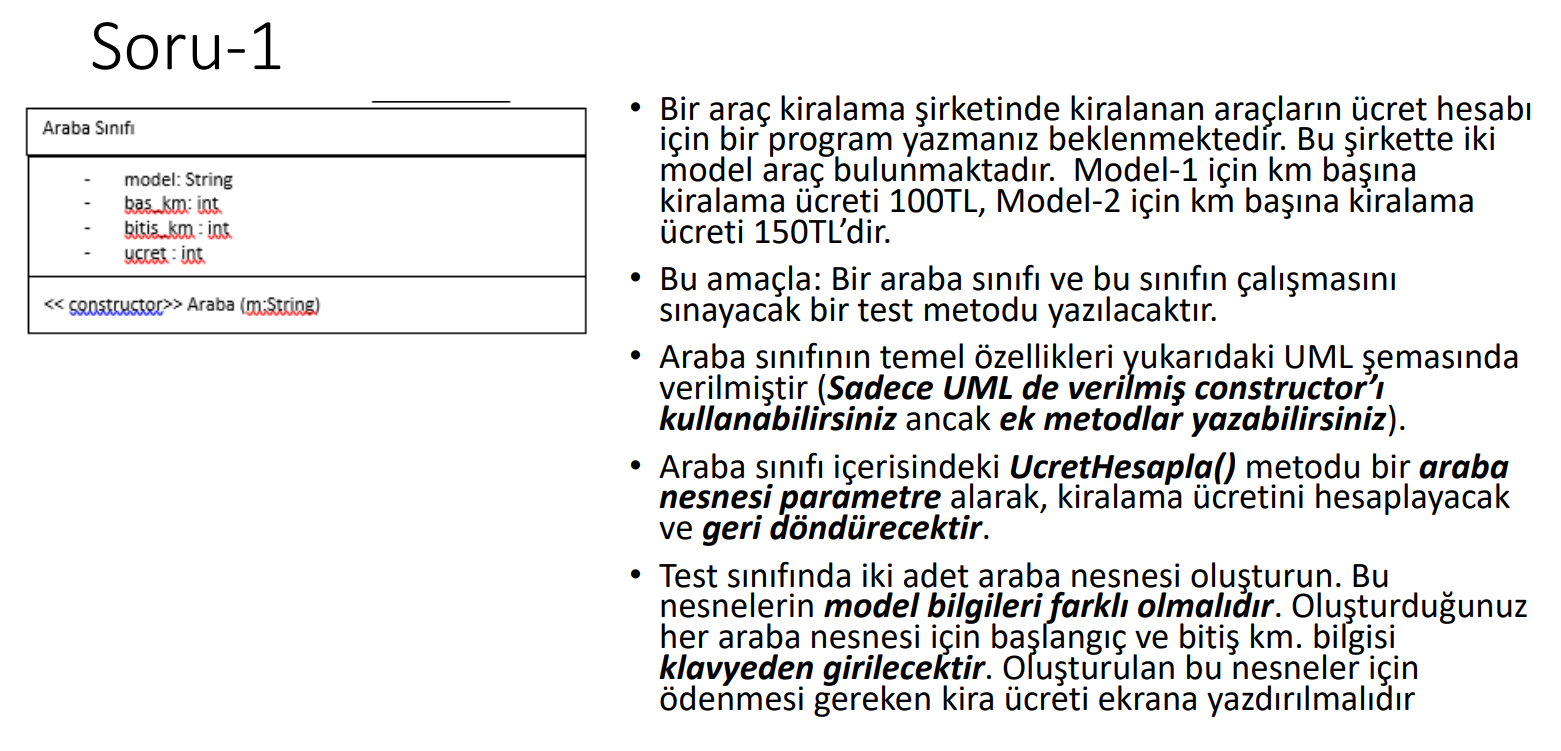 Soru-1
Araba Sınıfı
- model: String
- bas_km: int
- bitis_km : int
- ucret : int
<< constructor>> Araba (m:String)
• Bir araç kiralama şirketinde kiralanan araçların ücret hesabı
için bir program yazmanız beklenmektedir. Bu şirkette iki
model araç bulunmaktadır. Model-1 için km başına
kiralama ücreti 100TL, Model-2 için km başına kiralama
ücreti 150TL’dir.
• Bu amaçla: Bir araba sınıfı ve bu sınıfın çalışmasını
sınayacak bir test metodu yazılacaktır.
• Araba sınıfının temel özellikleri yukarıdaki UML şemasında
verilmiştir (Sadece UML de verilmiş constructor’ı
kullanabilirsiniz ancak ek metodlar yazabilirsiniz).
• Araba sınıfı içerisindeki UcretHesapla() metodu bir araba
nesnesi parametre alarak, kiralama ücretini hesaplayacak
ve geri döndürecektir.
• Test sınıfında iki adet araba nesnesi oluşturun. Bu
nesnelerin model bilgileri farklı olmalıdır. Oluşturduğunuz
her araba nesnesi için başlangıç ve bitiş km. bilgisi
klavyeden girilecektir. Oluşturulan bu nesneler için
ödenmesi gereken kira ücreti ekrana yazdırılmalıdır